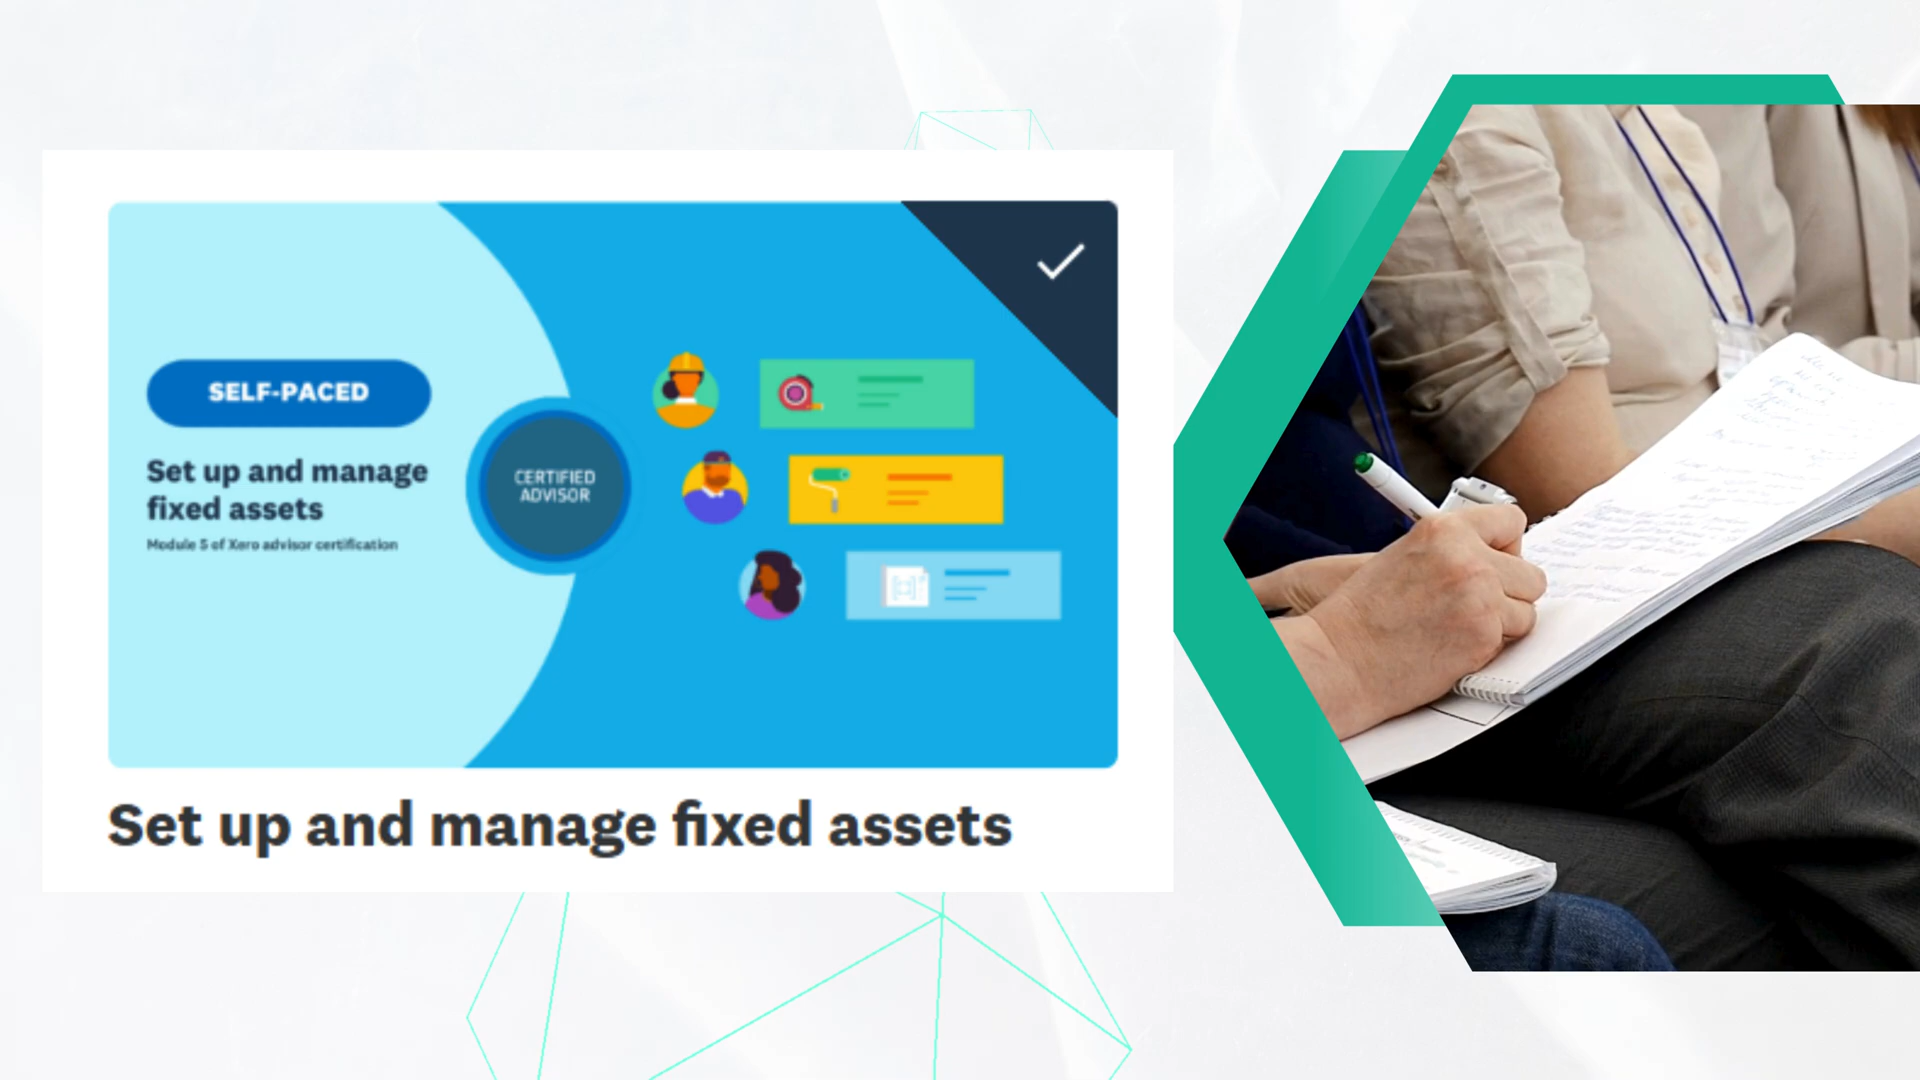 SELF-PACED
Set up and manage
fixed assets
Module 5 of Xero advisor certification
CERTIFIED
ADVISOR
Set up and manage fixed assets